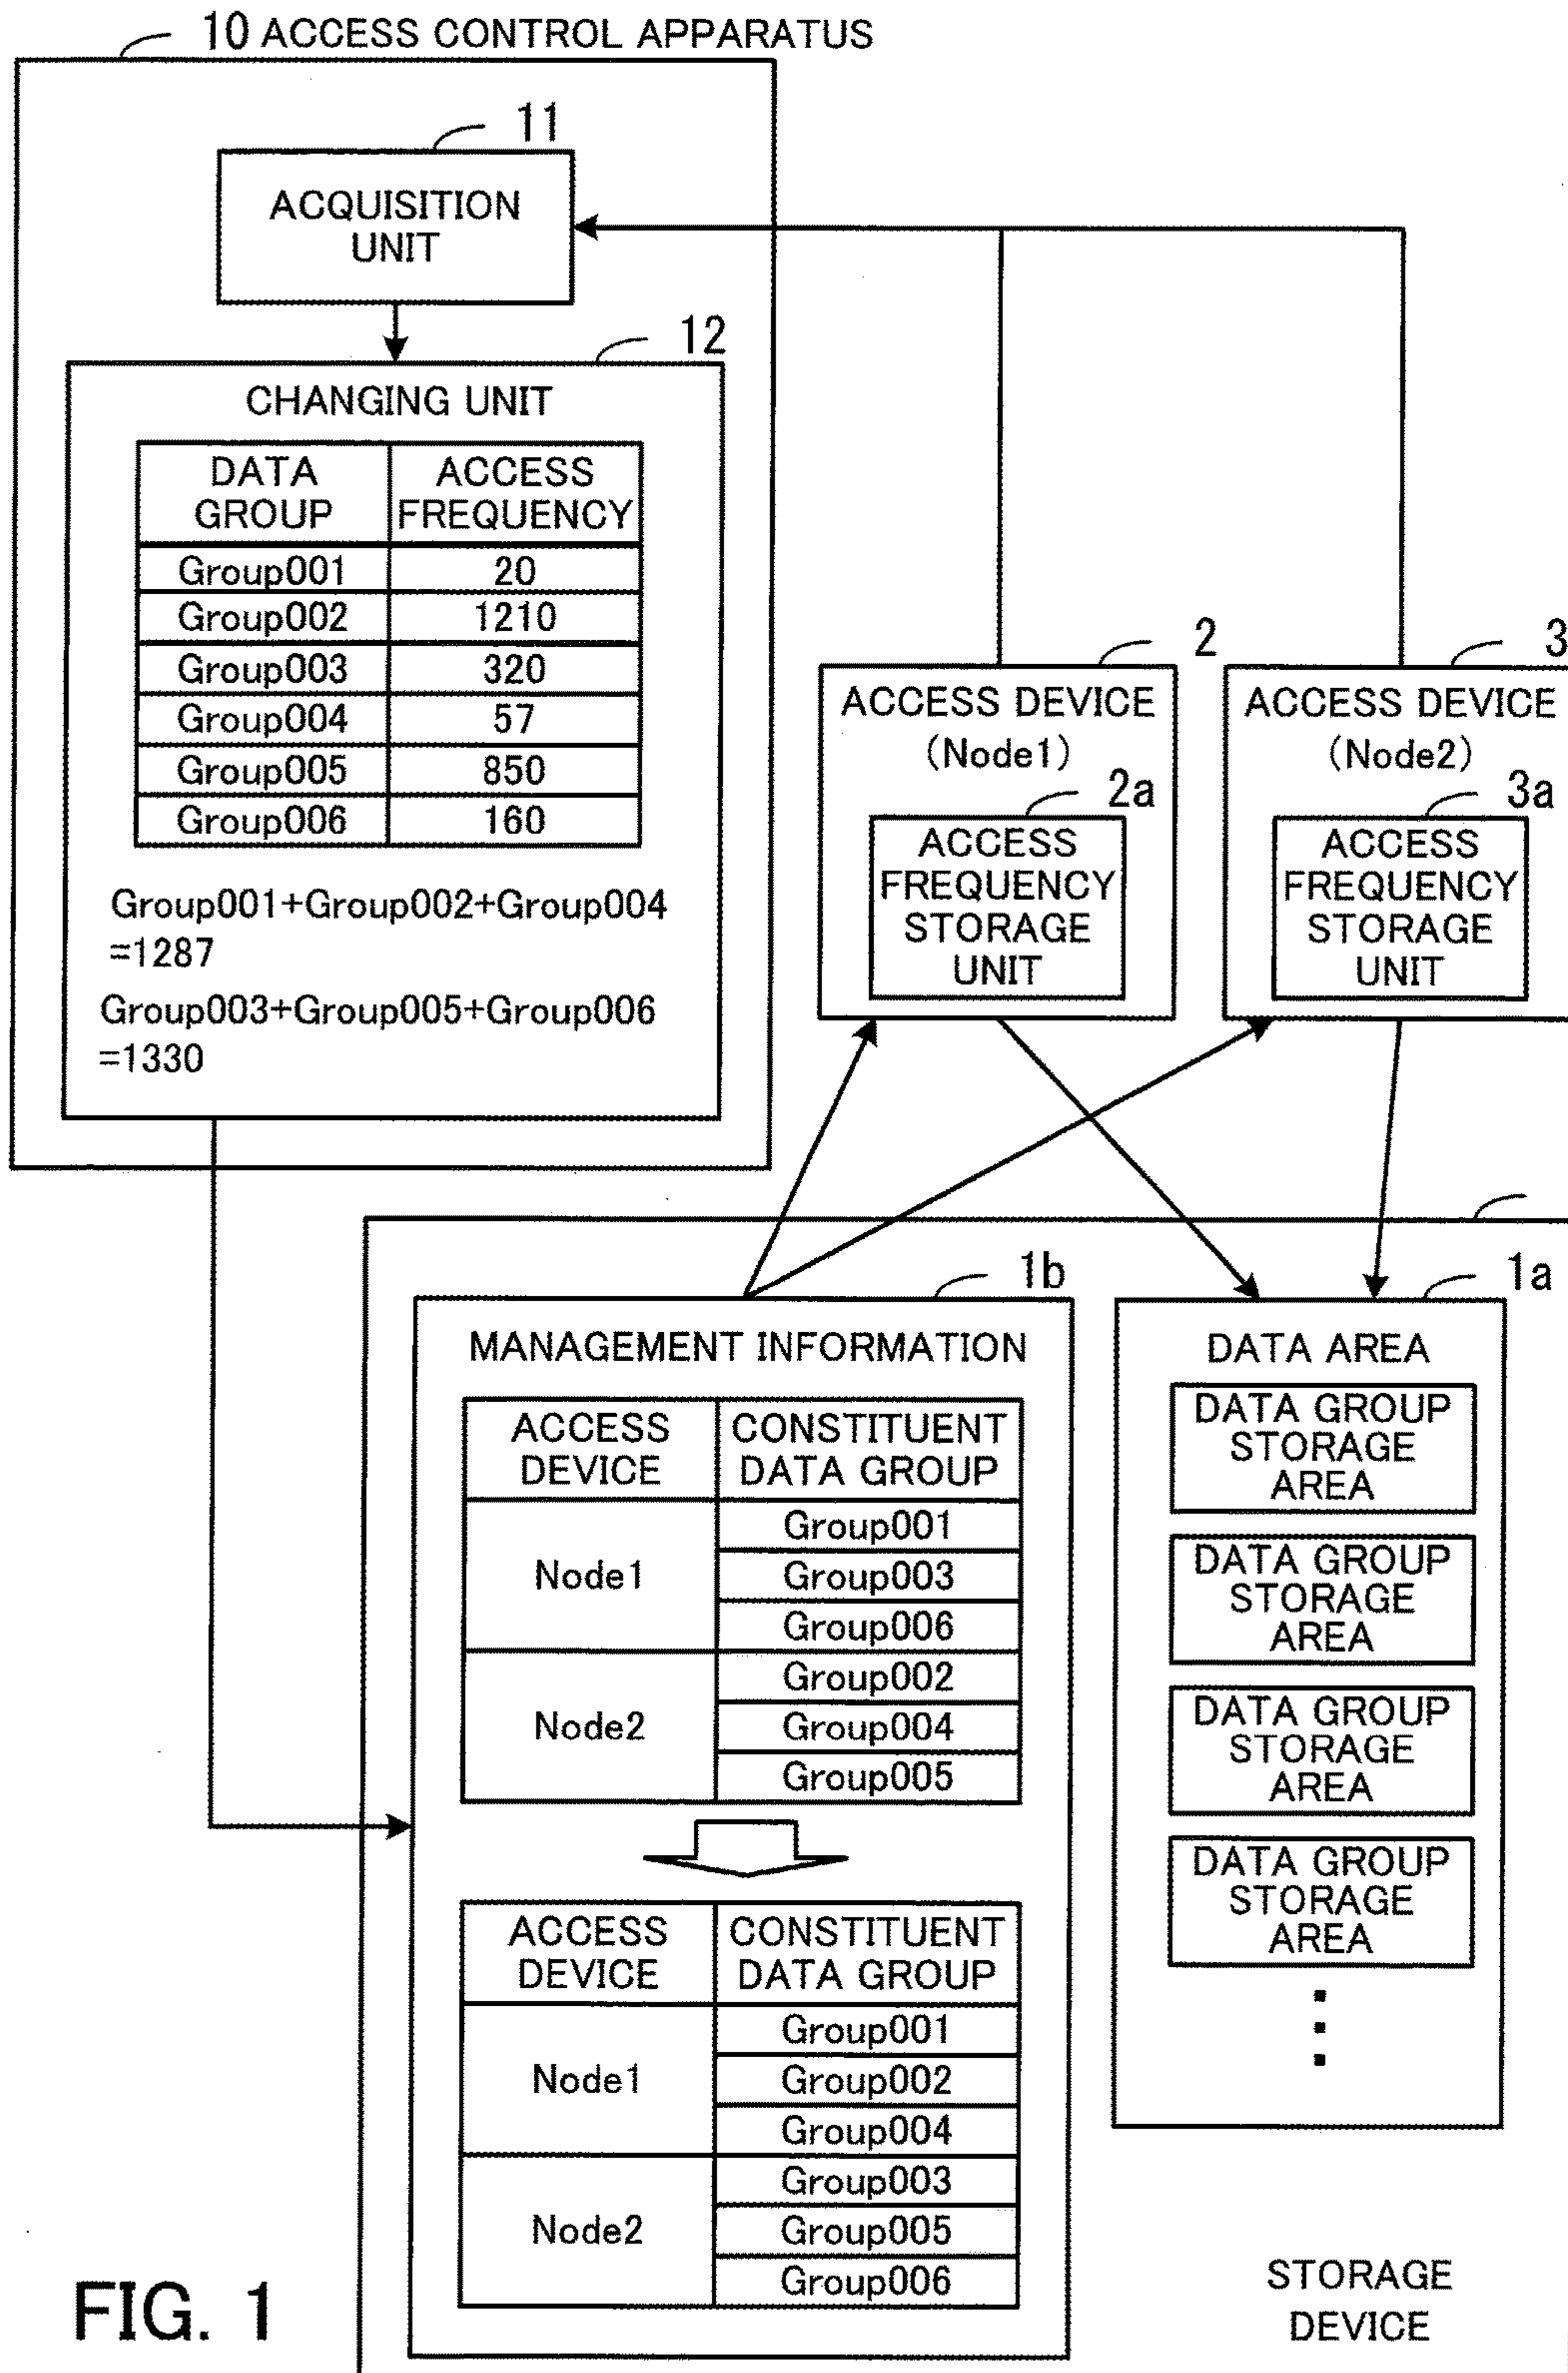 10 ACCESS CONTROL APPARATUS
11
ACQUISITION
UNIT
12
CHANGING UNIT
DATA
GROUP
ACCESS
FREQUENCY
Group001 20
Group002 1210
Group003 320
Group004 57
Group005 850
Group006 160
Group001+Group002+Group004
=1287
Group003+Group005+Group006
=1330
2
ACCESS DEVICE
(Node1)
2a
ACCESS
FREQUENCY
STORAGE
UNIT
3
ACCESS DEVICE
(Node2)
3a
ACCESS
FREQUENCY
STORAGE
UNIT
1b
MANAGEMENT INFORMATION
ACCESS
DEVICE
CONSTITUENT
DATA GROUP
Node1
Group001
Group003
Group006
Node2
Group002
Group004
Group005
ACCESS
DEVICE
CONSTITUENT
DATA GROUP
Node1
Group001
Group002
Group004
Node2
Group003
Group005
Group006
1a
DATA AREA
DATA GROUP
STORAGE
AREA
DATA GROUP
STORAGE
AREA
DATA GROUP
STORAGE
AREA
DATA GROUP
STORAGE
AREA
STORAGE
DEVICE
FIG. 1